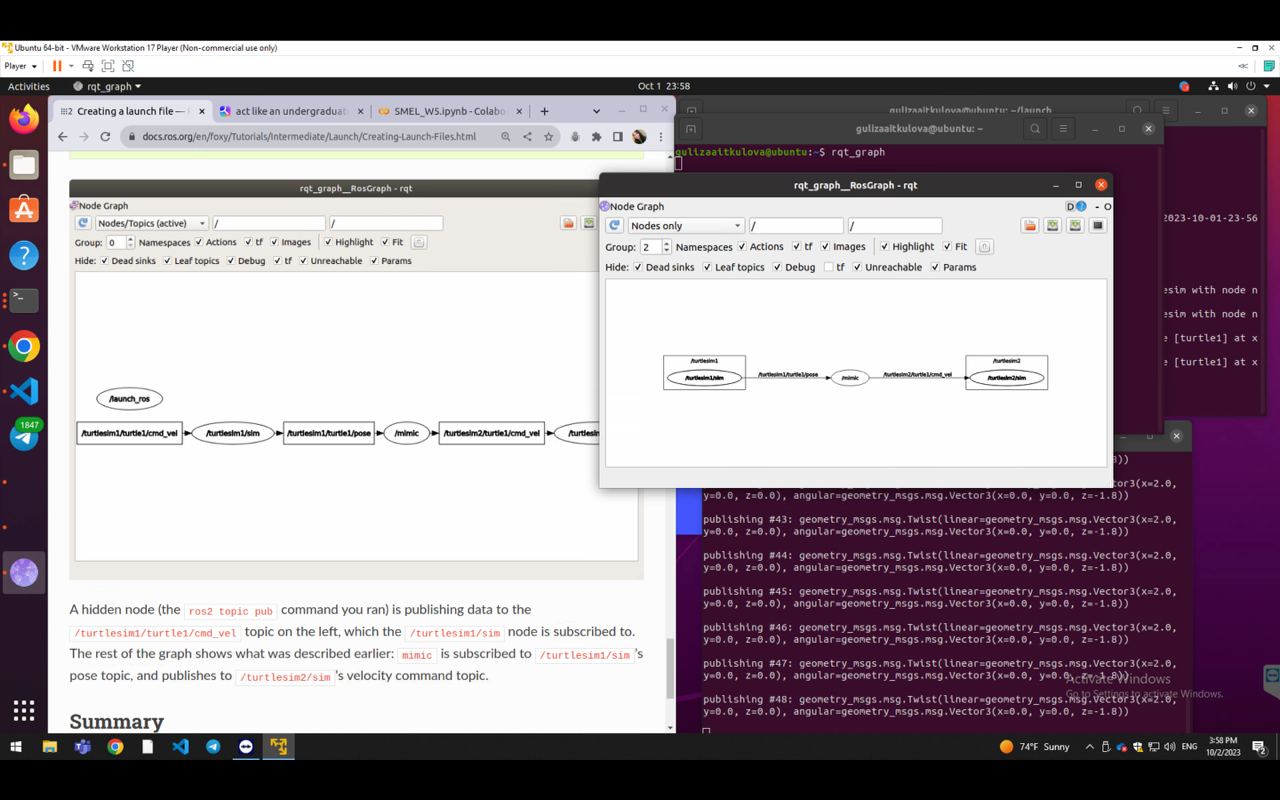 Ubuntu 64-bit - VMware Workstation 17 Player (Non-commercial use only)
Player
Activities
rqt_graph
Oct 1 23:58
Creating a launch file —
act like an undergraduat
SMEL_W5.ipynb - Colabo
docs.ros.org/en/foxy/Tutorials/Intermediate/Launch/Creating-Launch-Files.html
gulizaaitkulova@ubuntu: ~/launch
gulizaaitkulova@ubuntu: ~
gulizaaitkulova@ubuntu:~$ rqt_graph
rqt_graph__RosGraph - rqt
Node Graph
Nodes/Topics (active)
/
/
Group: 0 Namespaces Actions tf Images Highlight Fit
Hide: Dead sinks Leaf topics Debug tf Unreachable Params
/launch_ros
/turtlesim1/turtle1/cmd_vel
/turtlesim1/sim
/turtlesim1/turtle1/pose
/mimic
/turtlesim2/turtle1/cmd_vel
/turtlesim
rqt_graph__RosGraph - rqt
Node Graph
D
- O
Nodes only
/
/
Group: 2 Namespaces Actions tf Images Highlight Fit
Hide: Dead sinks Leaf topics Debug tf Unreachable Params
/turtlesim1
/turtlesim1/sim
/turtlesim1/turtle1/pose
/mimic
/turtlesim2/turtle1/cmd_vel
/turtlesim2
/turtlesim2/sim
2023-10-01-23-56
esim with node n
esim with node n
e [turtle1] at x
e [turtle1] at x
1847
A hidden node (the ros2 topic pub command you ran) is publishing data to the
/turtlesim1/turtle1/cmd_vel topic on the left, which the /turtlesim1/sim node is subscribed to.
The rest of the graph shows what was described earlier: mimic is subscribed to /turtlesim1/sim 's
pose topic, and publishes to /turtlesim2/sim 's velocity command topic.
Summary
8))
ector3(x=2.0,
y=0.0, z=0.0), angular=geometry_msgs.msg.Vector3(x=0.0, y=0.0, z=-1.8))
publishing #43: geometry_msgs.msg.Twist(linear=geometry_msgs.msg.Vector3(x=2.0,
y=0.0, z=0.0), angular=geometry_msgs.msg.Vector3(x=0.0, y=0.0, z=-1.8))
publishing #44: geometry_msgs.msg.Twist(linear=geometry_msgs.msg.Vector3(x=2.0,
y=0.0, z=0.0), angular=geometry_msgs.msg.Vector3(x=0.0, y=0.0, z=-1.8))
publishing #45: geometry_msgs.msg.Twist(linear=geometry_msgs.msg.Vector3(x=2.0,
y=0.0, z=0.0), angular=geometry_msgs.msg.Vector3(x=0.0, y=0.0, z=-1.8))
publishing #46: geometry_msgs.msg.Twist(linear=geometry_msgs.msg.Vector3(x=2.0,
y=0.0, z=0.0), angular=geometry_msgs.msg.Vector3(x=0.0, y=0.0, z=-1.8))
publishing #47: geometry_msgs.msg.Twist(linear=geometry_msgs.msg.Vector3(x=2.0,
y=0.0, z=0.0), angular=geometry_msgs.msg.Vector3(x=0.0, y=0.0, z=-1.8))
publishing #48: geometry_msgs.msg.Twist(linear=geometry_msgs.msg.Vector3(x=2.0,
y=0.0, z=0.0), angular=geometry_msgs.msg.Vector3(x=0.0, y=0.0, z=-1.8))
Activate Windows
Go to Settings to activate Windows.
74°F Sunny
ENG
3:58 PM
10/2/2023
2